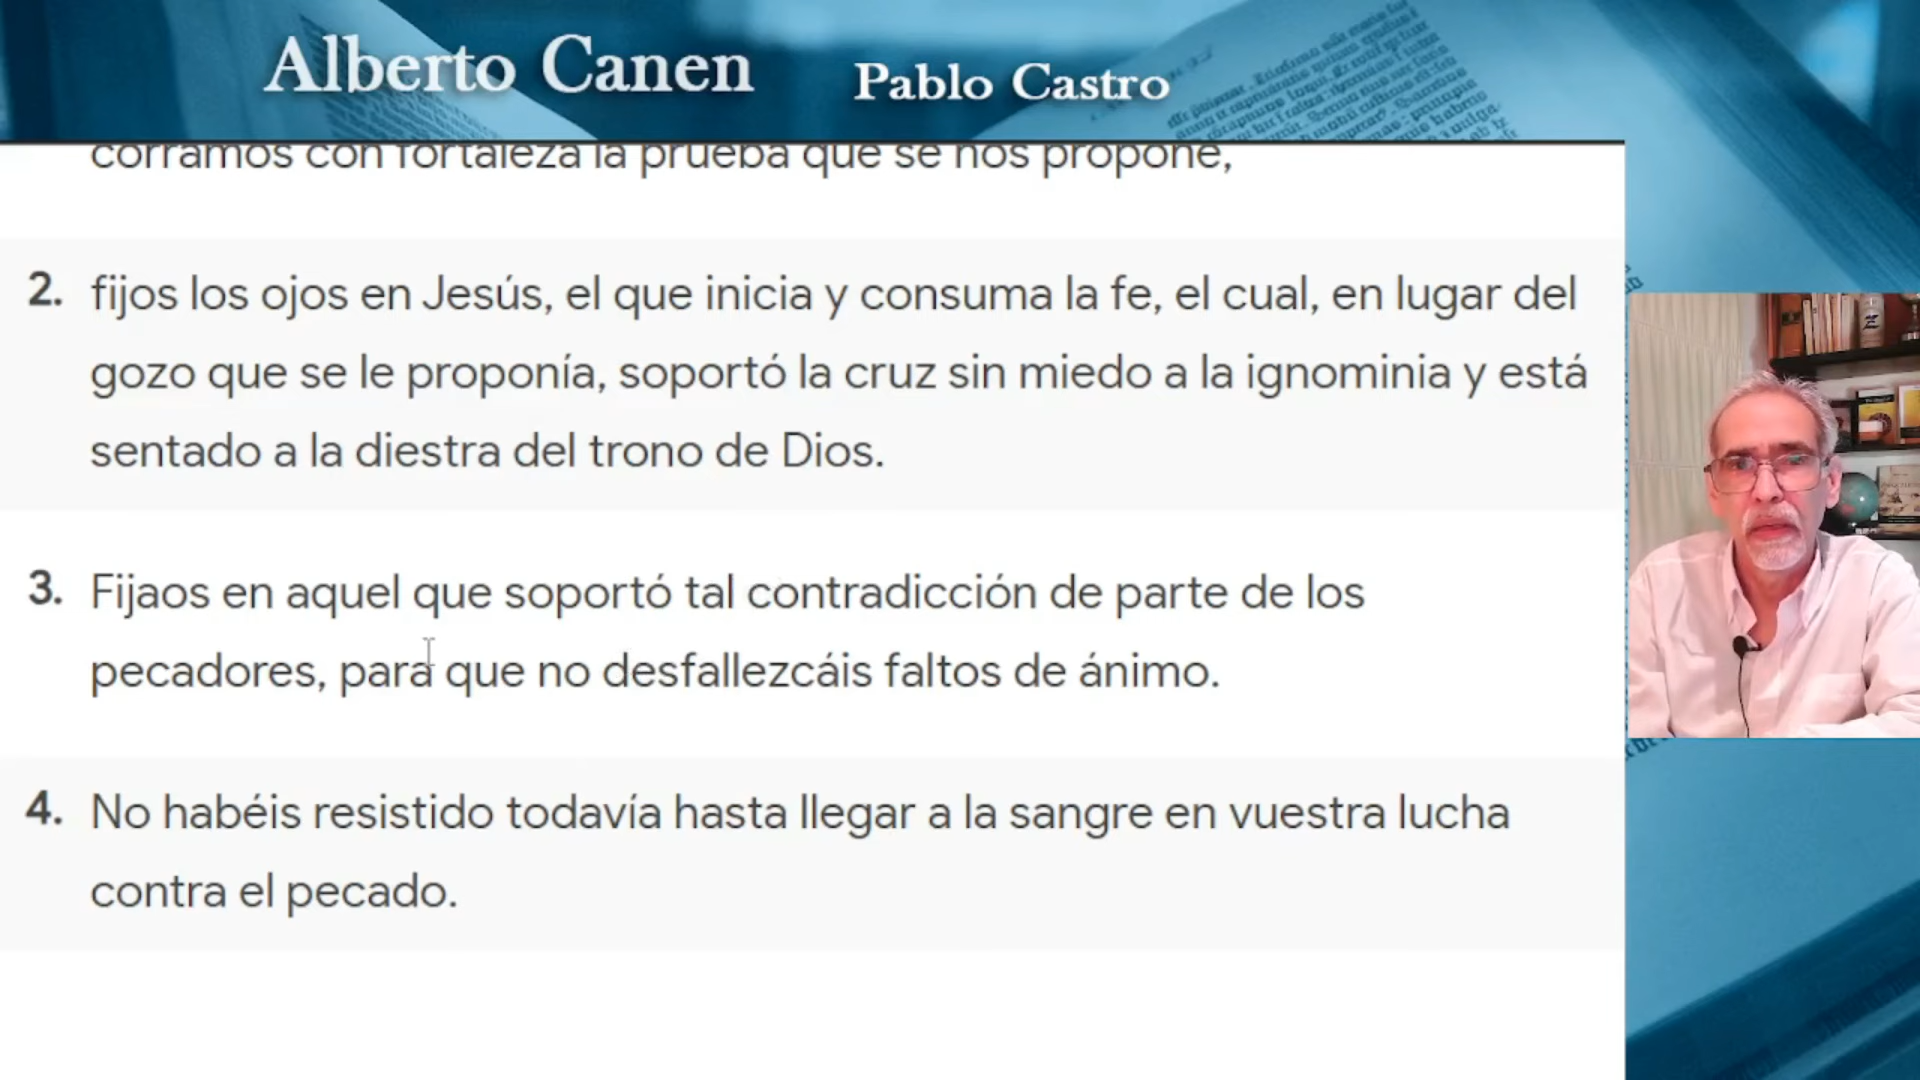 Alberto Canen
Pablo Castro
corramos con fortaleza la prueba que se nos propone,
2. fijos los ojos en Jesús, el que inicia y consuma la fe, el cual, en lugar del
gozo que se le proponía, soportó la cruz sin miedo a la ignominia y está
sentado a la diestra del trono de Dios.
3. Fijaos en aquel que soportó tal contradicción de parte de los
pecadores, para que no desfallezcáis faltos de ánimo.
4. No habéis resistido todavía hasta llegar a la sangre en vuestra lucha
contra el pecado.